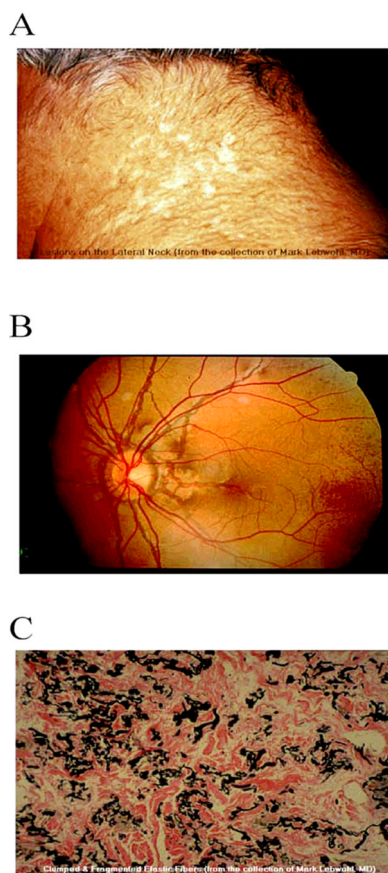 A
Lesions on the Lateral Neck (from the collection of Mark Lebwohl, MD)
B
C
Clumped & Fragmented Elastic Fibers (from the collection of Mark Lebwohl, MD)